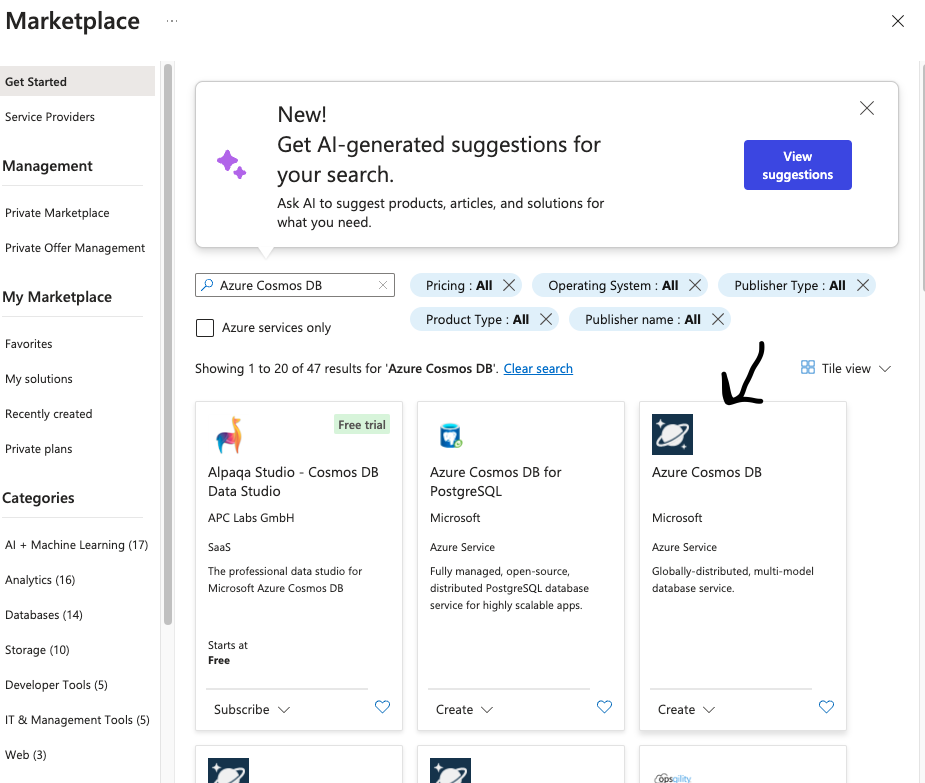 Marketplace
...
Get Started
Service Providers
Management
Private Marketplace
Private Offer Management
My Marketplace
Favorites
My solutions
Recently created
Private plans
Categories
AI + Machine Learning (17)
Analytics (16)
Databases (14)
Storage (10)
Developer Tools (5)
IT & Management Tools (5)
Web (3)
New!
Get AI-generated suggestions for
your search.
Ask AI to suggest products, articles, and solutions for
what you need.
View
suggestions
Azure Cosmos DB
Pricing : All
Operating System : All
Publisher Type : All
Product Type : All
Publisher name : All
Azure services only
Showing 1 to 20 of 47 results for 'Azure Cosmos DB'. Clear search
Tile view
Free trial
Alpaqa Studio - Cosmos DB
Data Studio
APC Labs GmbH
SaaS
The professional data studio for
Microsoft Azure Cosmos DB
Starts at
Free
Subscribe
Azure Cosmos DB for
PostgreSQL
Microsoft
Azure Service
Fully managed, open-source,
distributed PostgreSQL database
service for highly scalable apps.
Create
Azure Cosmos DB
Microsoft
Azure Service
Globally-distributed, multi-model
database service.
Create
opsgility